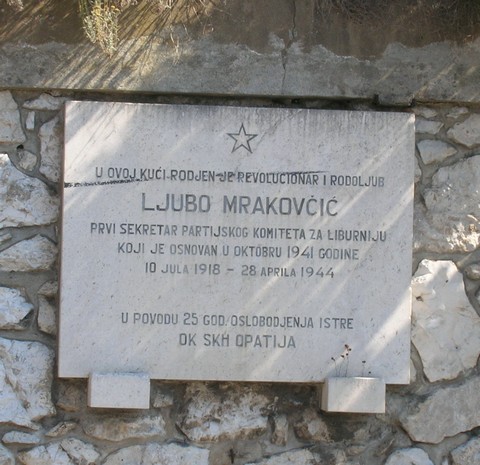 U OVOJ KUĆI RODJEN JE REVOLUCIONAR I RODOLJUB
LJUBO MRAKOVČIĆ
PRVI SEKRETAR PARTIJSKOG KOMITETA ZA LIBURNIJU
KOJI JE OSNOVAN U OKTOBRU 1941 GODINE
10 JULA 1918 – 28 APRILA 1944
U POVODU 25 GOD. OSLOBODJENJA ISTRE
OK SKH OPATIJA